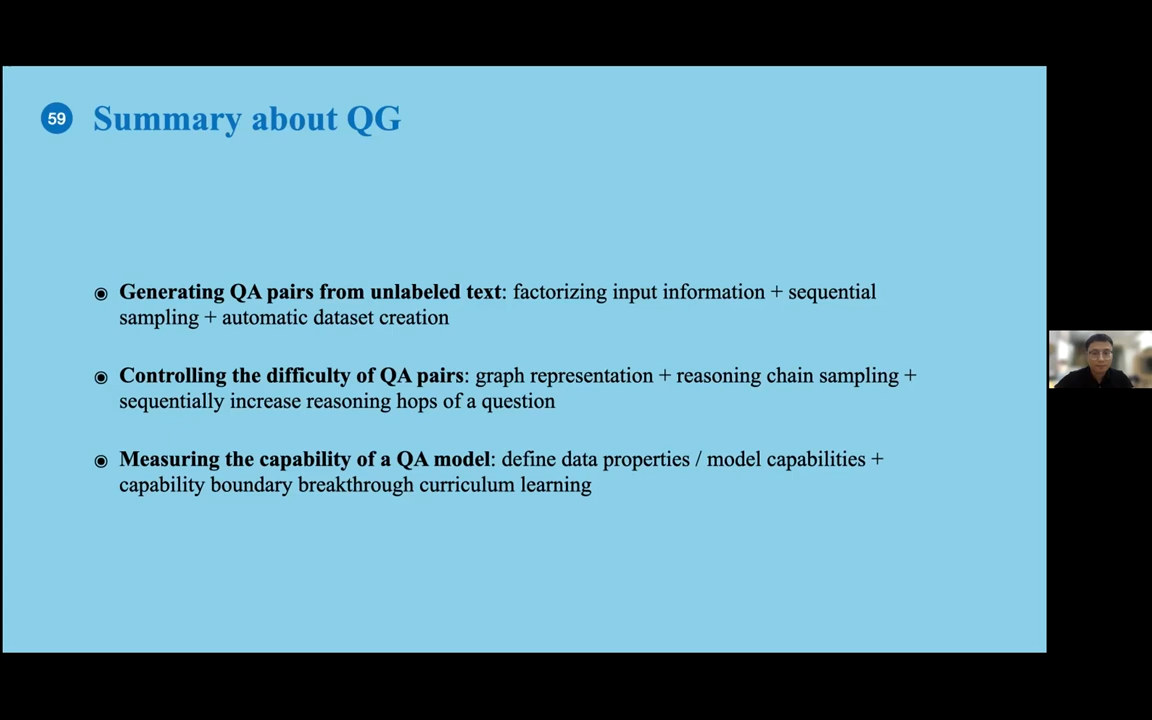 59 Summary about QG
◉ Generating QA pairs from unlabeled text: factorizing input information + sequential
sampling + automatic dataset creation
◉ Controlling the difficulty of QA pairs: graph representation + reasoning chain sampling +
sequentially increase reasoning hops of a question
◉ Measuring the capability of a QA model: define data properties / model capabilities +
capability boundary breakthrough curriculum learning